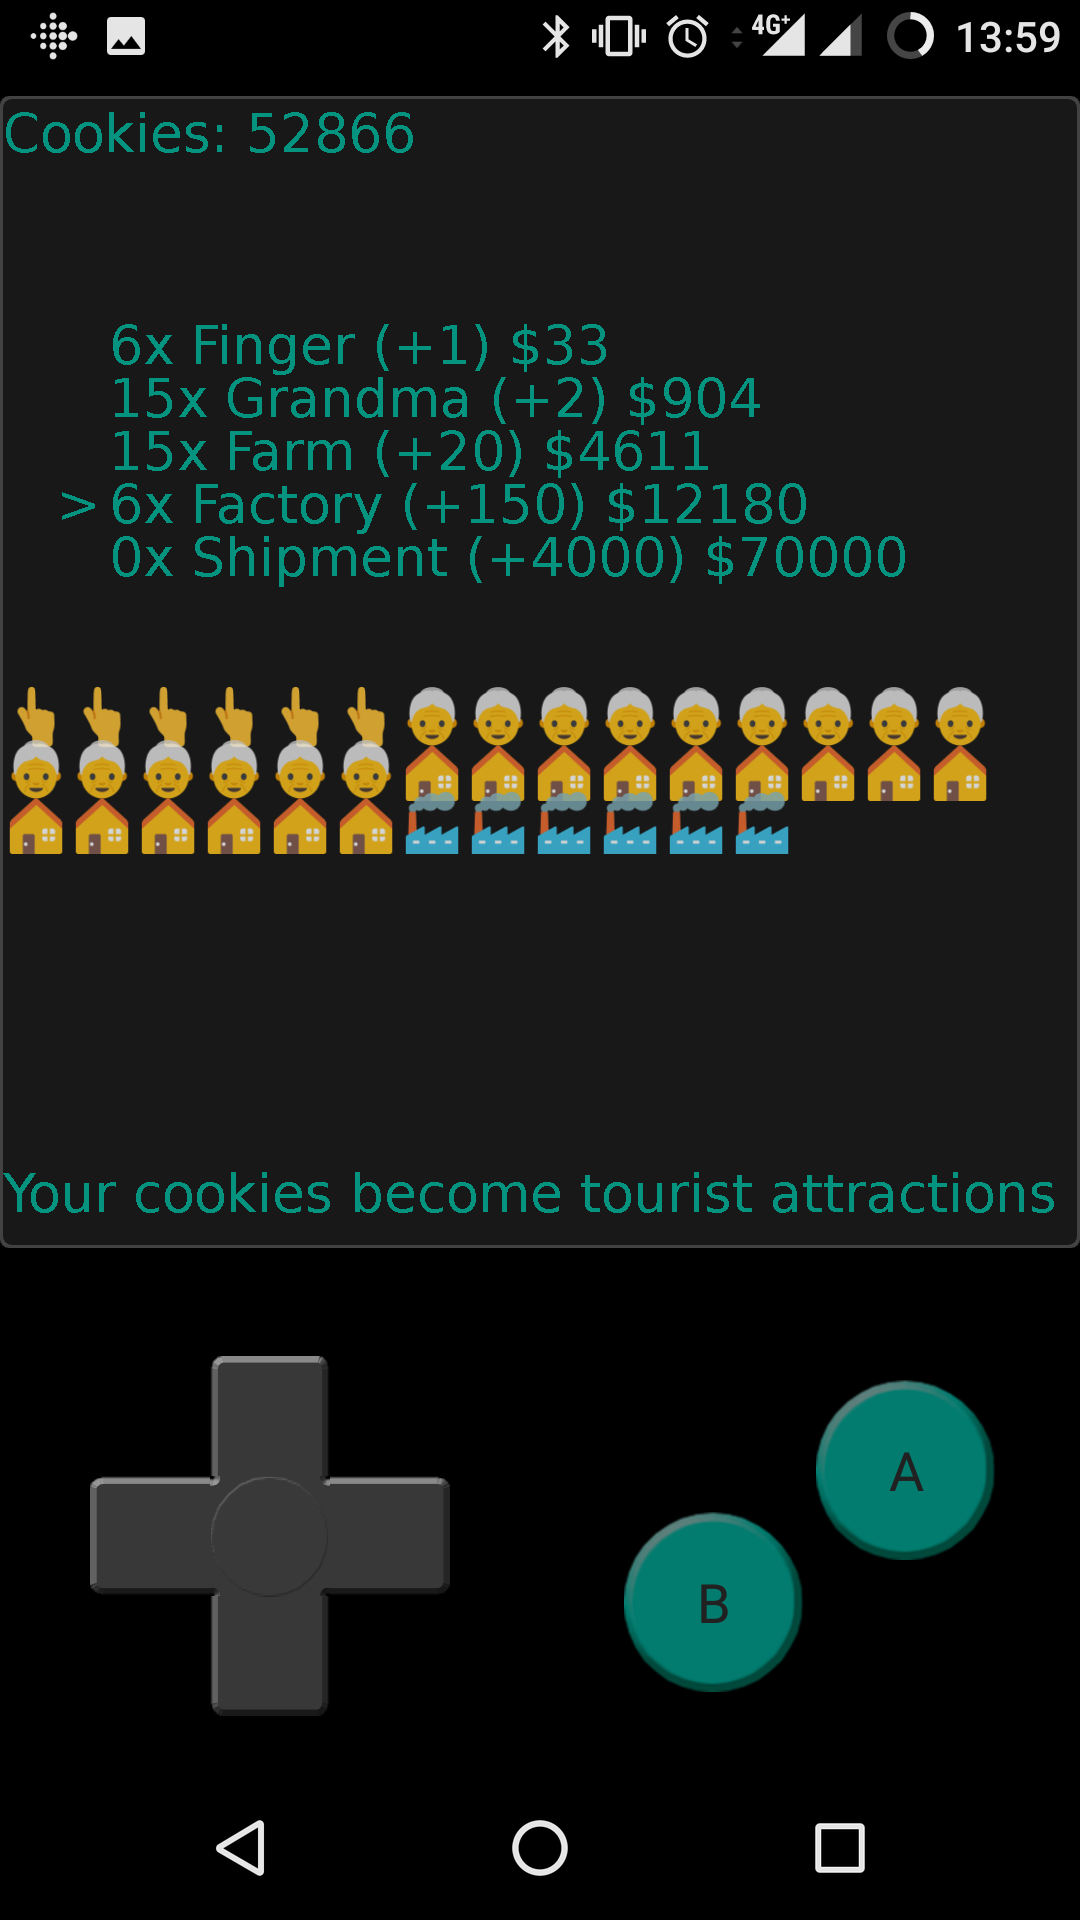 4G+ 13:59
Cookies: 52866
6x Finger (+1) $33
15x Grandma (+2) $904
15x Farm (+20) $4611
> 6x Factory (+150) $12180
0x Shipment (+4000) $70000
Your cookies become tourist attractions
A
B